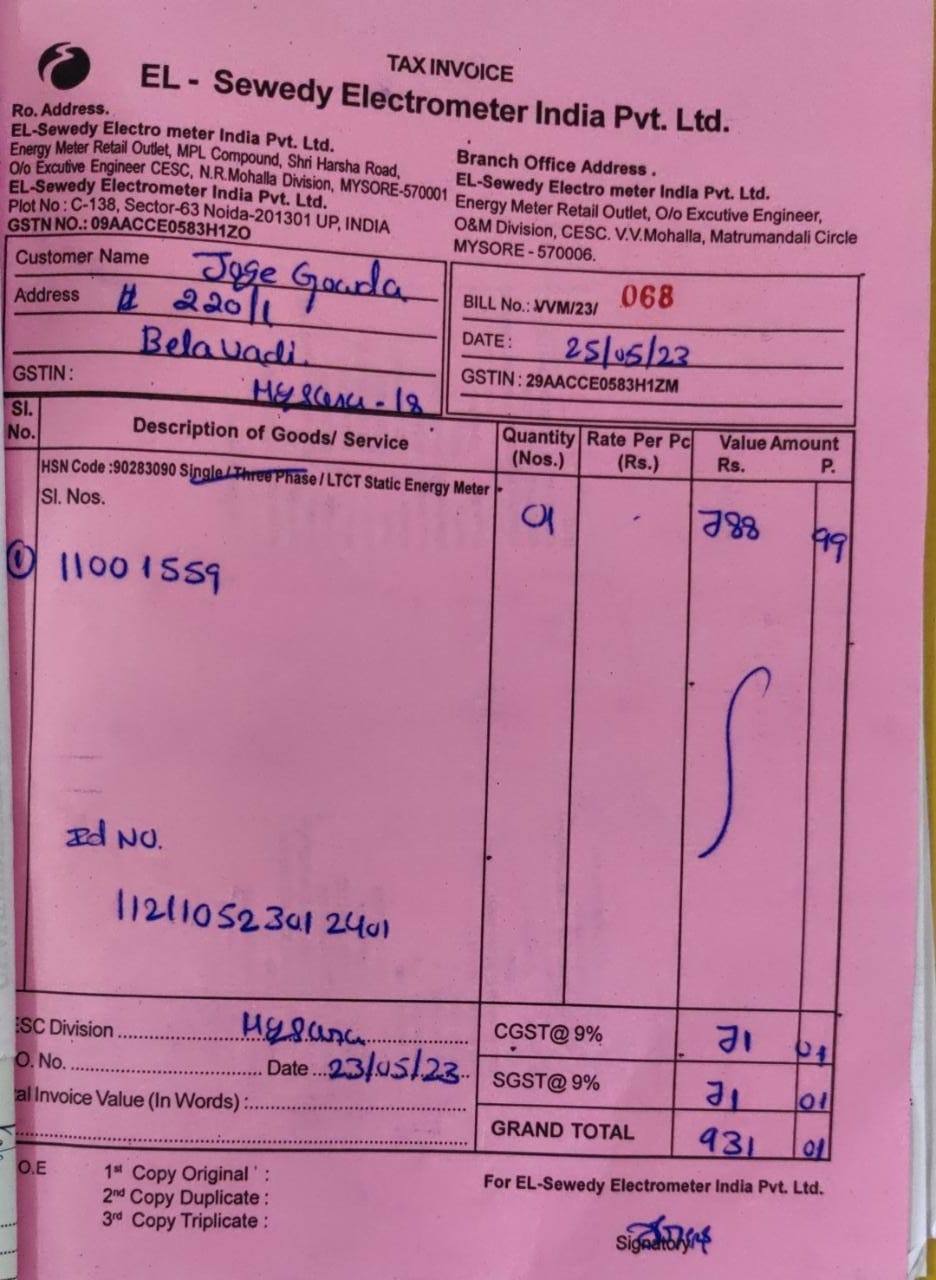 TAX INVOICE
EL - Sewedy Electrometer India Pvt. Ltd.
Ro. Address.
EL-Sewedy Electro meter India Pvt. Ltd.
Energy Meter Retail Outlet, MPL Compound, Shri Harsha Road,
O/o Excutive Engineer CESC, N.R.Mohalla Division, MYSORE-570001
EL-Sewedy Electrometer India Pvt. Ltd.
Plot No : C-138, Sector-63 Noida-201301 UP, INDIA
GSTN NO.: 09AACCE0583H1ZO
Branch Office Address .
EL-Sewedy Electro meter India Pvt. Ltd.
Energy Meter Retail Outlet, O/o Excutive Engineer,
O&M Division, CESC. V.V.Mohalla, Matrumandali Circle
MYSORE - 570006.
Customer Name Joge Gowda
Address # 220/1
Belavadi.
GSTIN :
Mysuru - 18
BILL No.: VVM/23/ 068
DATE : 25/05/23
GSTIN : 29AACCE0583H1ZM
Sl. No. Description of Goods/ Service Quantity (Nos.) Rate Per Pc (Rs.) Value Amount Rs. P.
HSN Code :90283090 Single / Three Phase / LTCT Static Energy Meter
Sl. Nos. 01 788 99
1 11001559
Id NO.
112110523012401
ESC Division Mysuru CGST@ 9% 71 01
O. No. Date 23/05/23 SGST@ 9% 71 01
al Invoice Value (In Words) :
GRAND TOTAL 931 01
O.E
1st Copy Original :
2nd Copy Duplicate :
3rd Copy Triplicate :
For EL-Sewedy Electrometer India Pvt. Ltd.
Signatory